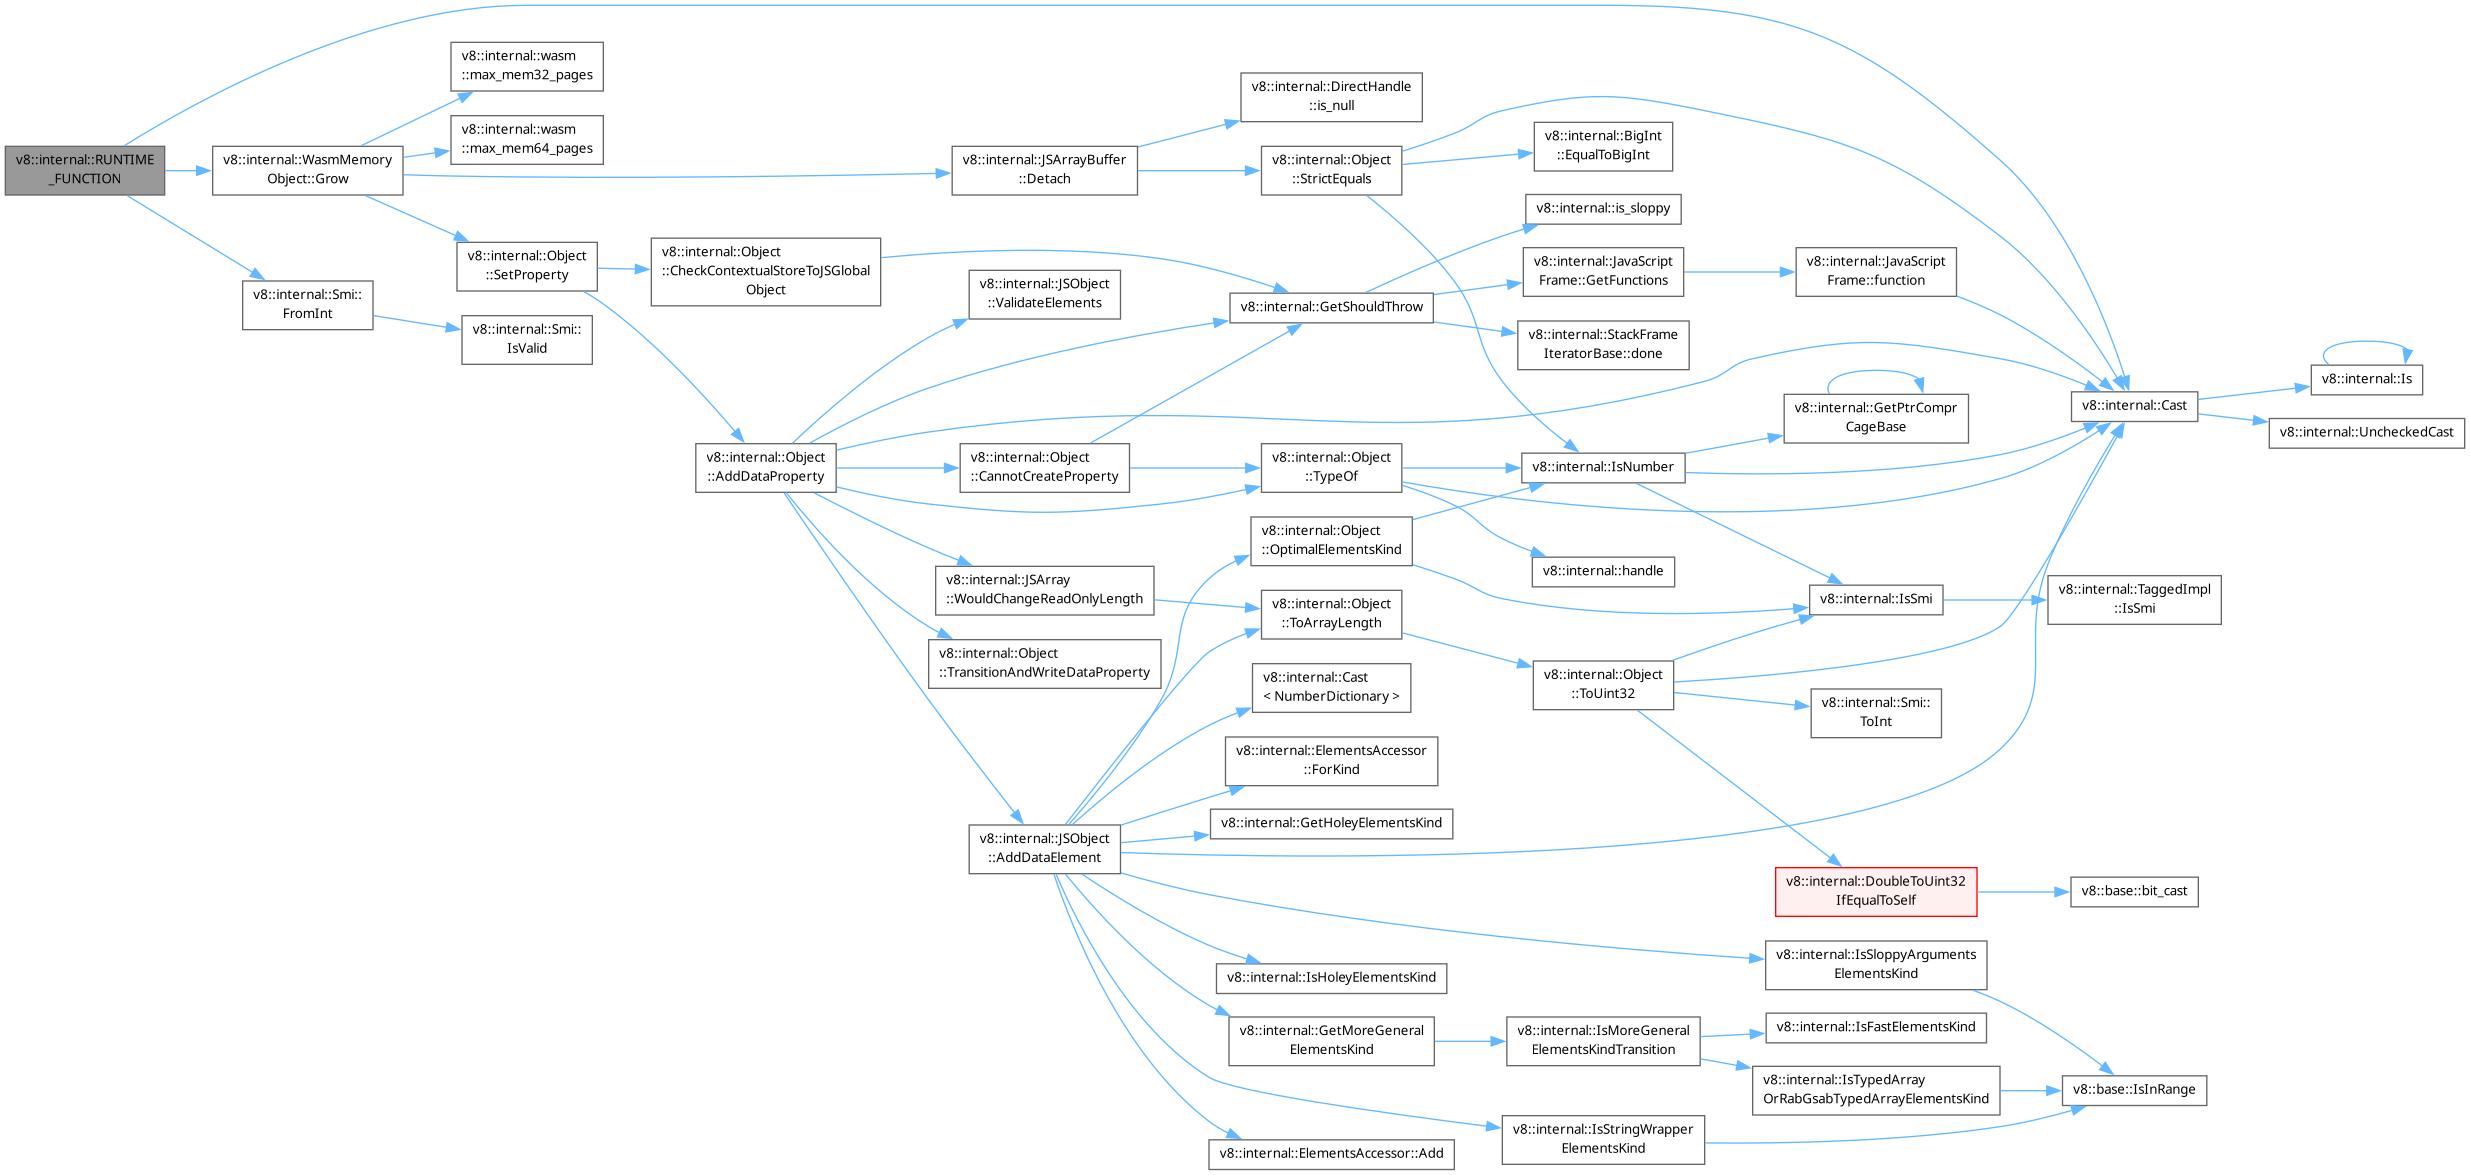 v8::internal::RUNTIME
_FUNCTION
v8::internal::WasmMemory
Object::Grow
v8::internal::Smi::
FromInt
v8::internal::wasm
::max_mem32_pages
v8::internal::wasm
::max_mem64_pages
v8::internal::Object
::SetProperty
v8::internal::Smi::
IsValid
v8::internal::Object
::CheckContextualStoreToJSGlobal
Object
v8::internal::Object
::AddDataProperty
v8::internal::JSArrayBuffer
::Detach
v8::internal::JSObject
::ValidateElements
v8::internal::Object
::CannotCreateProperty
v8::internal::JSArray
::WouldChangeReadOnlyLength
v8::internal::Object
::TransitionAndWriteDataProperty
v8::internal::JSObject
::AddDataElement
v8::internal::DirectHandle
::is_null
v8::internal::Object
::StrictEquals
v8::internal::GetShouldThrow
v8::internal::Object
::TypeOf
v8::internal::Object
::OptimalElementsKind
v8::internal::Object
::ToArrayLength
v8::internal::Cast
< NumberDictionary >
v8::internal::ElementsAccessor
::ForKind
v8::internal::GetHoleyElementsKind
v8::internal::IsHoleyElementsKind
v8::internal::GetMoreGeneral
ElementsKind
v8::internal::ElementsAccessor::Add
v8::internal::BigInt
::EqualToBigInt
v8::internal::is_sloppy
v8::internal::JavaScript
Frame::GetFunctions
v8::internal::StackFrame
IteratorBase::done
v8::internal::IsNumber
v8::internal::handle
v8::internal::Object
::ToUint32
v8::internal::IsMoreGeneral
ElementsKindTransition
v8::internal::IsStringWrapper
ElementsKind
v8::internal::JavaScript
Frame::function
v8::internal::GetPtrCompr
CageBase
v8::internal::IsSmi
v8::internal::Smi::
ToInt
v8::internal::DoubleToUint32
IfEqualToSelf
v8::internal::IsSloppyArguments
ElementsKind
v8::internal::IsFastElementsKind
v8::internal::IsTypedArray
OrRabGsabTypedArrayElementsKind
v8::internal::Cast
v8::internal::TaggedImpl
::IsSmi
v8::base::bit_cast
v8::base::IsInRange
v8::internal::Is
v8::internal::UncheckedCast